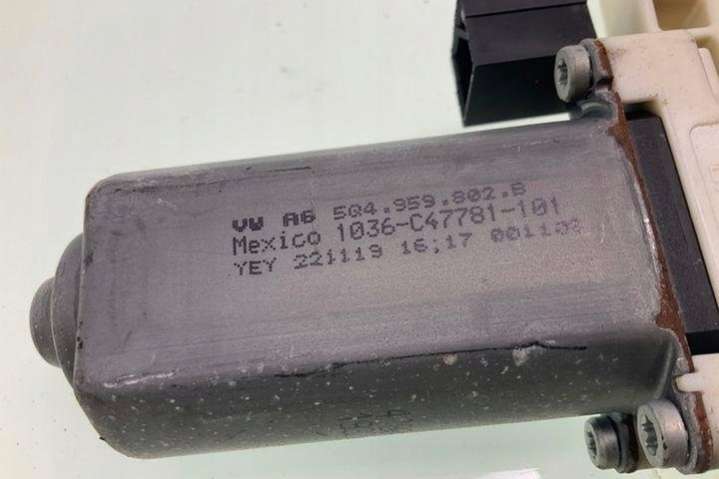 VW AG 5Q4.959.802.B
Mexico 1036-C47781-101
YEY 221119 16:17